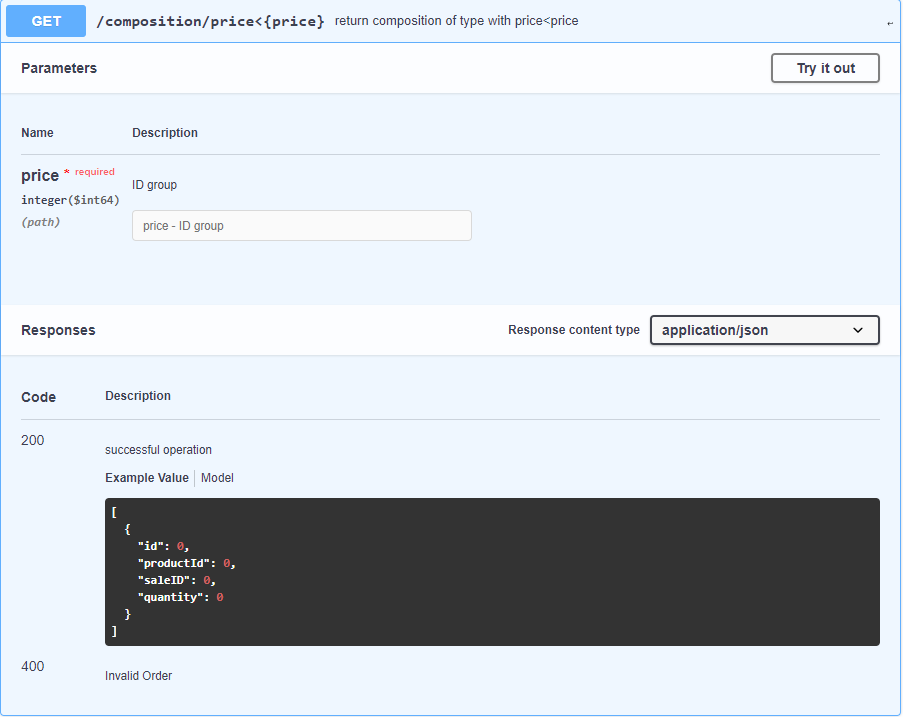 GET /composition/price<{price} return composition of type with price<price
Parameters
Try it out
Name Description
price * required
integer($int64)
(path)
ID group
price - ID group
Responses
Response content type application/json
Code Description
200
successful operation
Example Value Model
[
  {
    "id": 0,
    "productId": 0,
    "saleID": 0,
    "quantity": 0
  }
]
400
Invalid Order